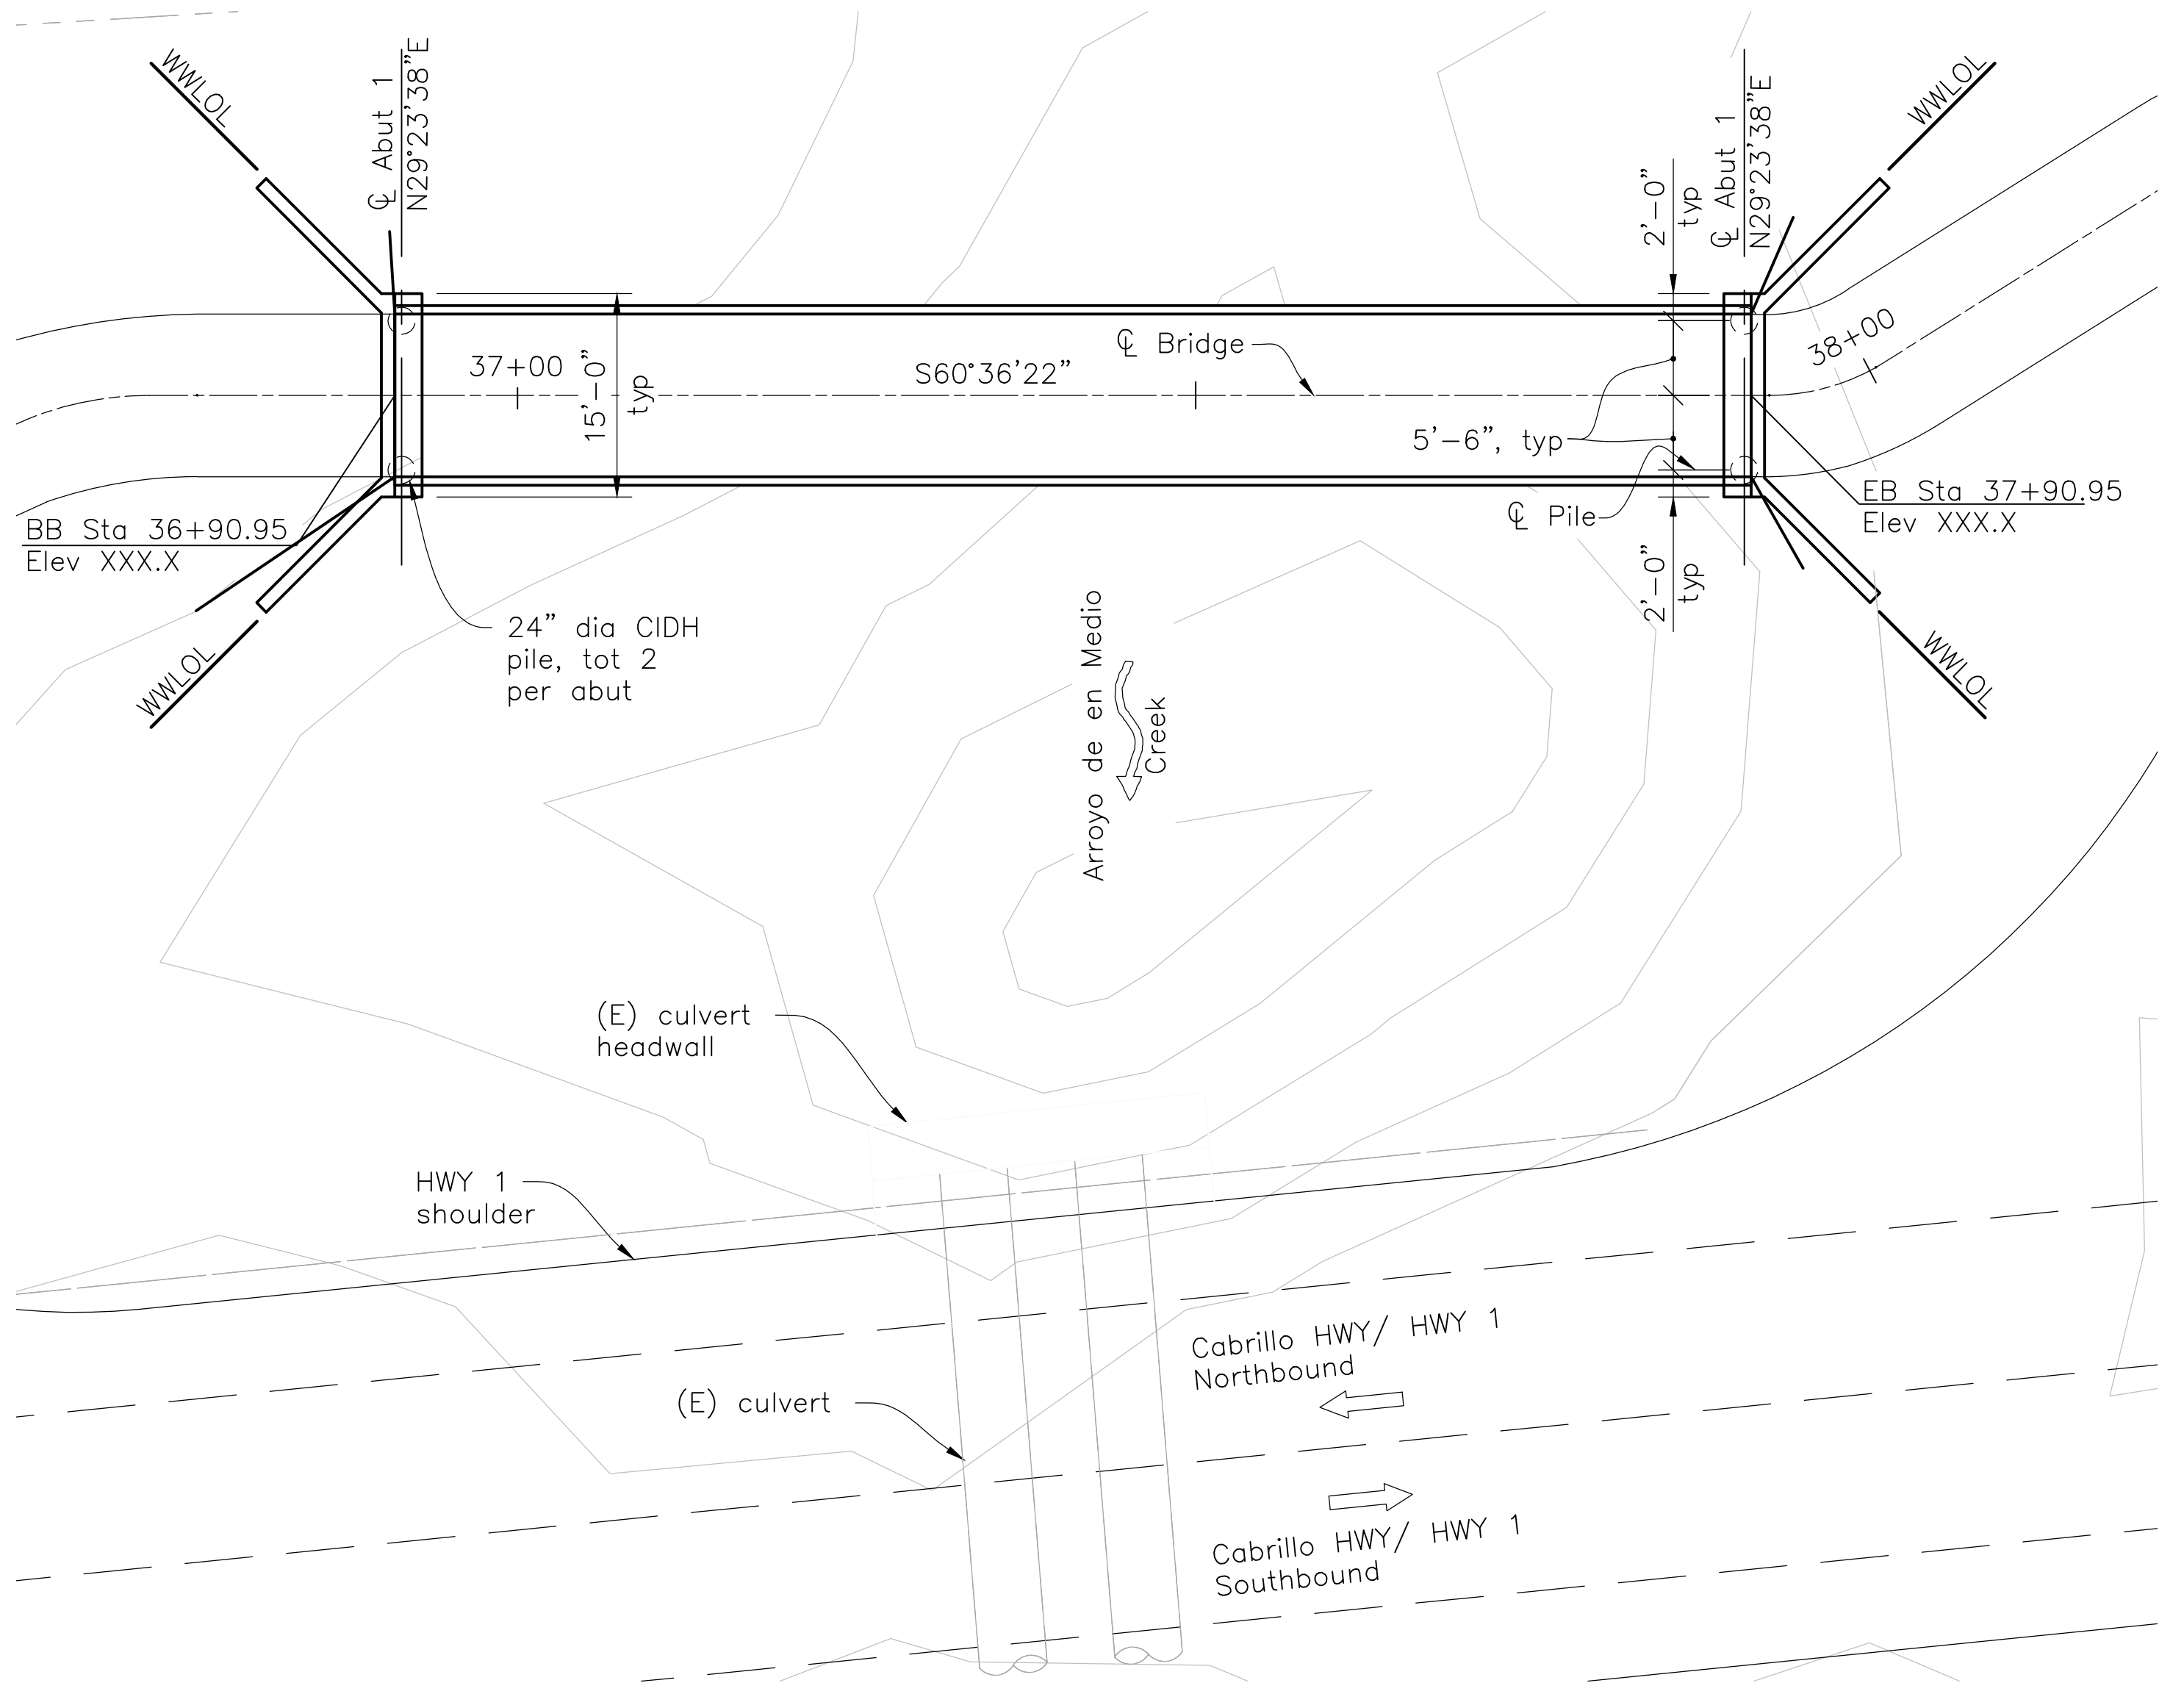 WWLOL
℄ Abut 1
N29°23'38"E
WWLOL
℄ Abut 1
N29°23'38"E
2'-0"
typ
37+00
15'-0"
typ
S60°36'22"
℄ Bridge
38+00
5'-6", typ
℄ Pile
2'-0"
typ
BB Sta 36+90.95
Elev XXX.X
EB Sta 37+90.95
Elev XXX.X
WWLOL
24" dia CIDH
pile, tot 2
per abut
Arroyo de en Medio
Creek
WWLOL
(E) culvert
headwall
HWY 1
shoulder
Cabrillo HWY/ HWY 1
Northbound
(E) culvert
Cabrillo HWY/ HWY 1
Southbound